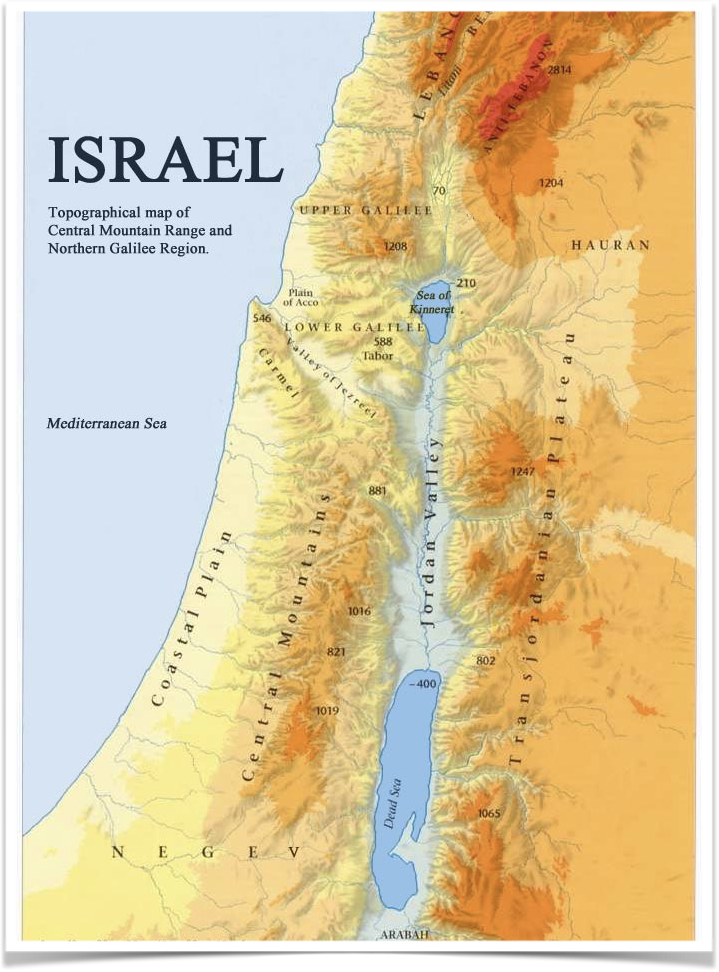 ISRAEL
Topographical map of
Central Mountain Range and
Northern Galilee Region.
LEBANO
BE
Litani
ANTI-LEBANON
2814
70
1204
UPPER GALILEE
1208
HAURAN
210
Sea of
Kinneret
Plain
of Acco
546
LOWER GALILEE
588
Tabor
Carmel
Valley of Jezreel
Mediterranean Sea
Jordan Valley
Transjordanian Plateau
1247
881
Central Mountains
Coastal Plain
1016
821
802
-400
1019
Dead Sea
1065
NEGEV
ARABAH